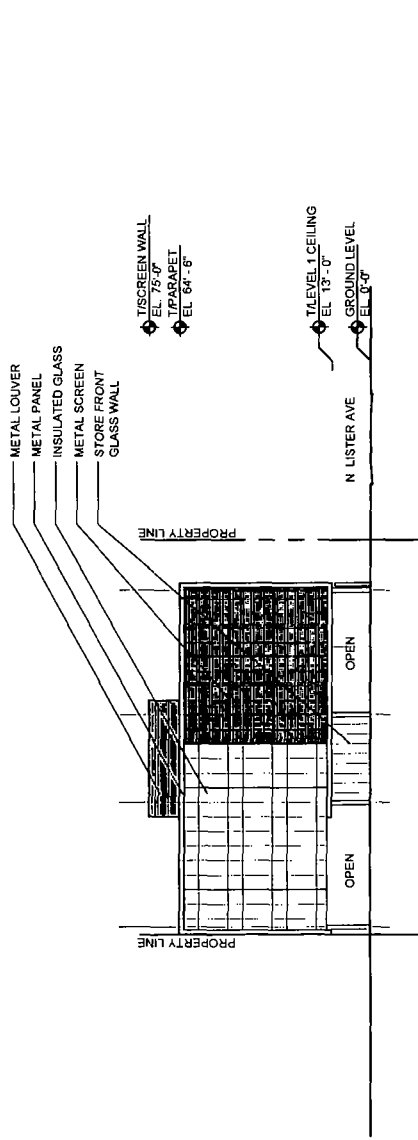 METAL LOUVER
METAL PANEL
INSULATED GLASS
METAL SCREEN
STORE FRONT
GLASS WALL
T/SCREEN WALL
EL. 75'-0"
T/PARAPET
EL 64' - 6"
T/LEVEL 1 CEILING
EL 13' - 0"
GROUND LEVEL
EL 0'-0"
PROPERTY LINE
PROPERTY LINE
N LISTER AVE
OPEN
OPEN